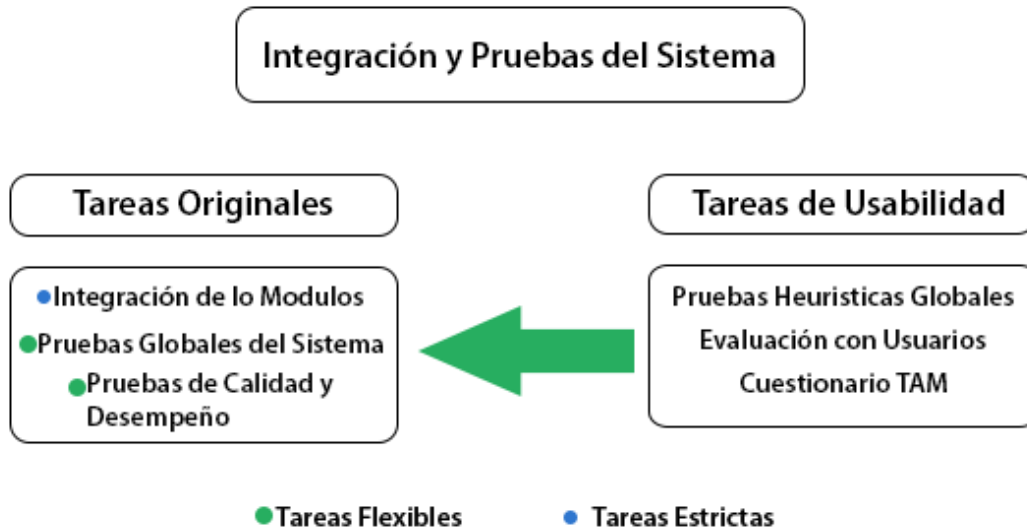 Integración y Pruebas del Sistema
Tareas Originales
Integración de lo Modulos
Pruebas Globales del Sistema
Pruebas de Calidad y
Desempeño
Tareas de Usabilidad
Pruebas Heuristicas Globales
Evaluación con Usuarios
Cuestionario TAM
Tareas Flexibles
Tareas Estrictas